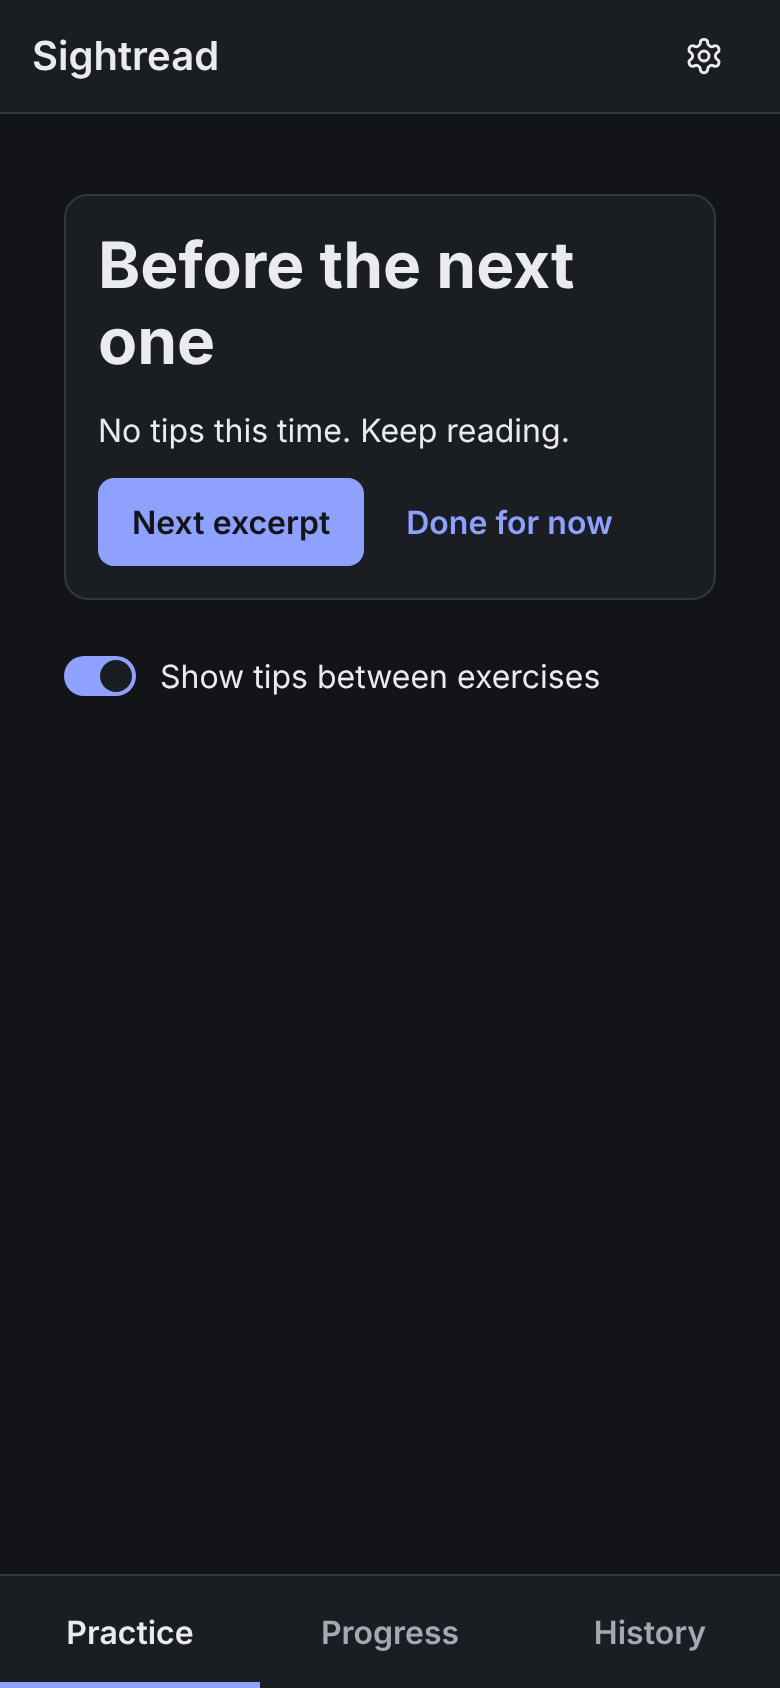 Sightread
Before the next
one
No tips this time. Keep reading.
Next excerpt
Done for now
Show tips between exercises
Practice
Progress
History